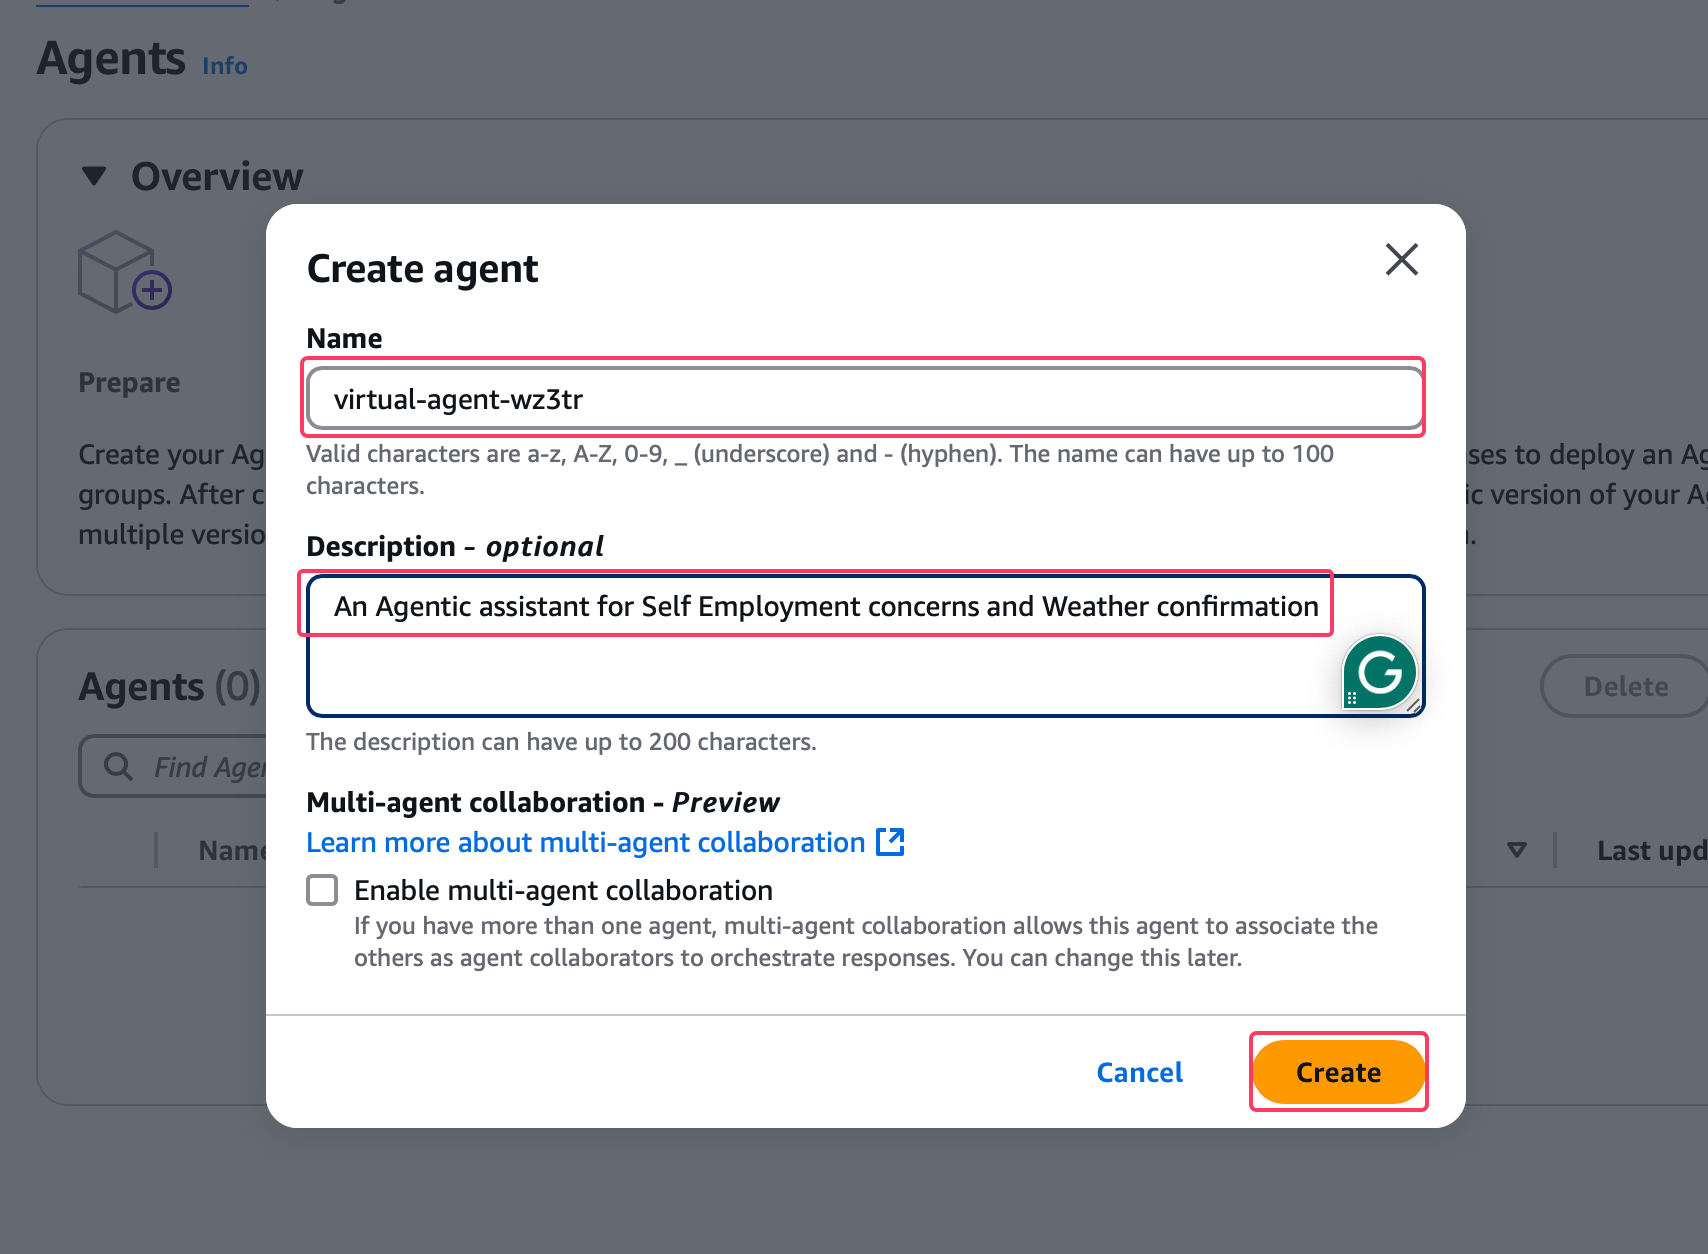 Agents Info
Overview
Create agent
Name
virtual-agent-wz3tr
Valid characters are a-z, A-Z, 0-9, _ (underscore) and - (hyphen). The name can have up to 100
characters.
Description - optional
An Agentic assistant for Self Employment concerns and Weather confirmation
The description can have up to 200 characters.
Multi-agent collaboration - Preview
Learn more about multi-agent collaboration
Enable multi-agent collaboration
If you have more than one agent, multi-agent collaboration allows this agent to associate the
others as agent collaborators to orchestrate responses. You can change this later.
Cancel
Create
Prepare
Create your Ag
groups. After c
multiple versio
ses to deploy an Ag
ic version of your A
Agents (0)
Delete
Find Agen
Name
Last upd